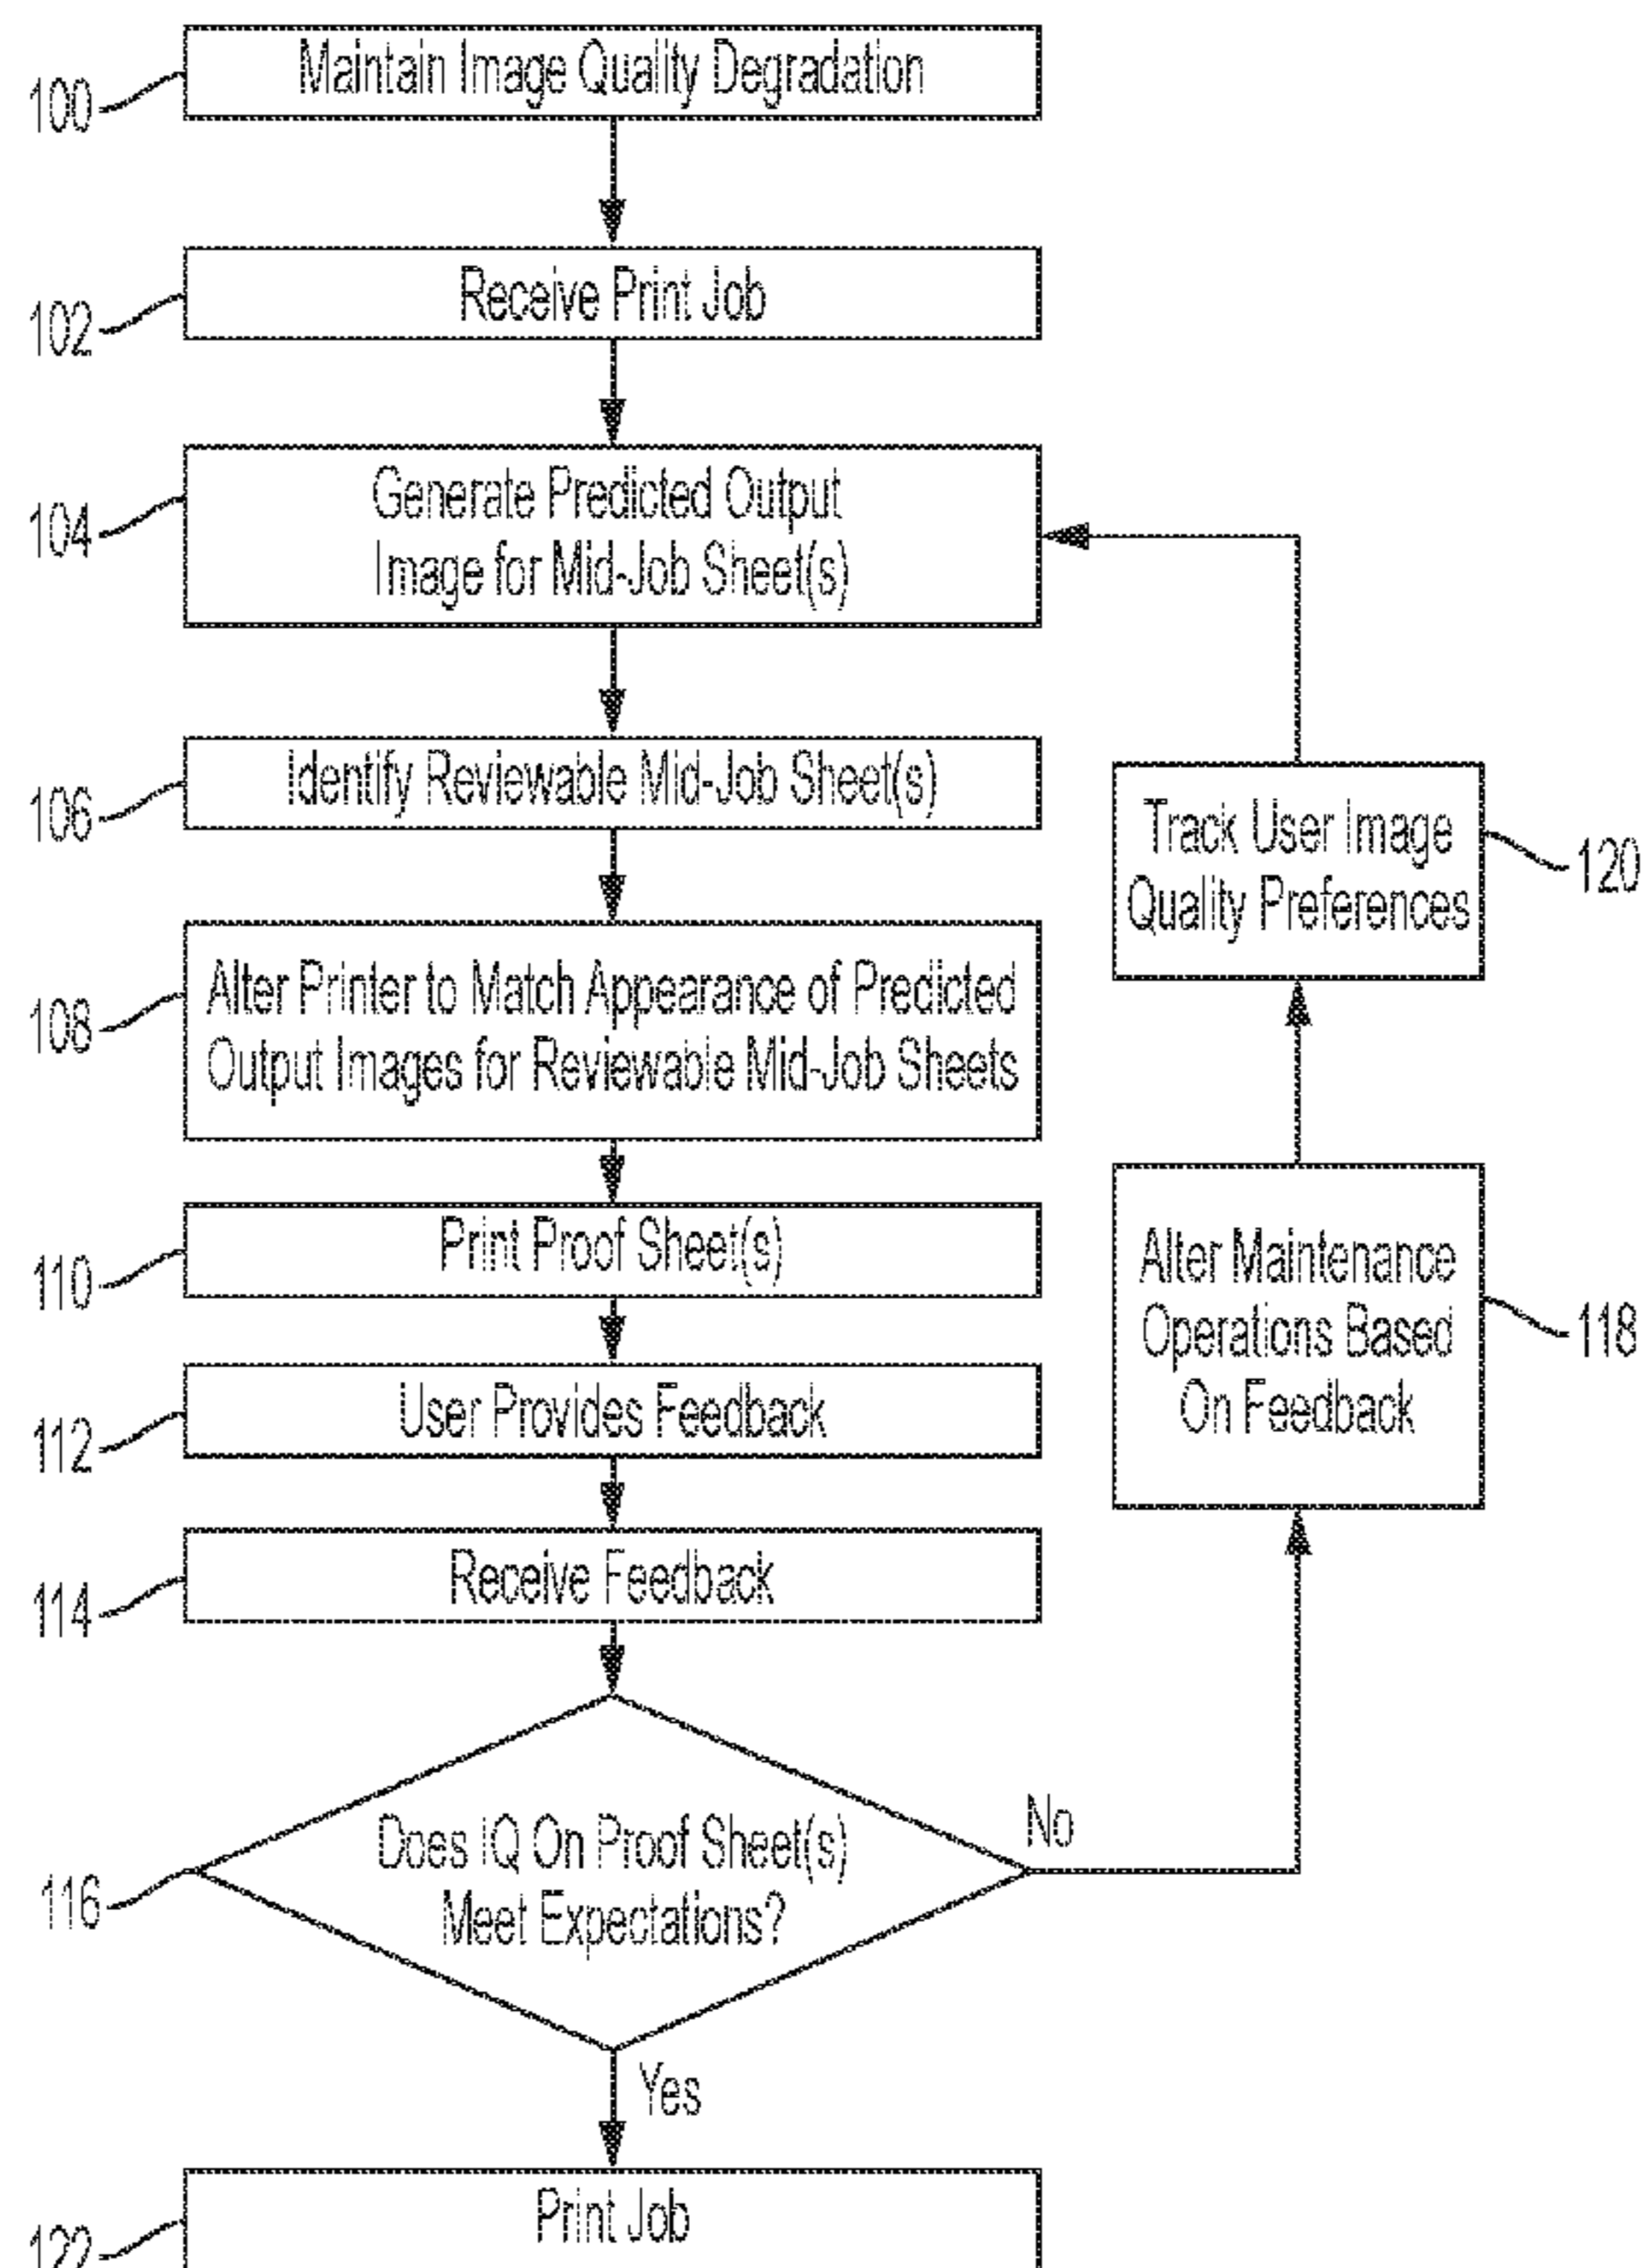 100
Maintain Image Quality Degradation
102
Receive Print Job
104
Generate Predicted Output
Image for Mid-Job Sheet(s)
106
Identify Reviewable Mid-Job Sheet(s)
108
Alter Printer to Match Appearance of Predicted
Output Images for Reviewable Mid-Job Sheets
110
Print Proof Sheet(s)
112
User Provides Feedback
114
Receive Feedback
116
Does IQ On Proof Sheet(s)
Meet Expectations?
No
Yes
118
Alter Maintenance
Operations Based
On Feedback
120
Track User Image
Quality Preferences
122
Print Job